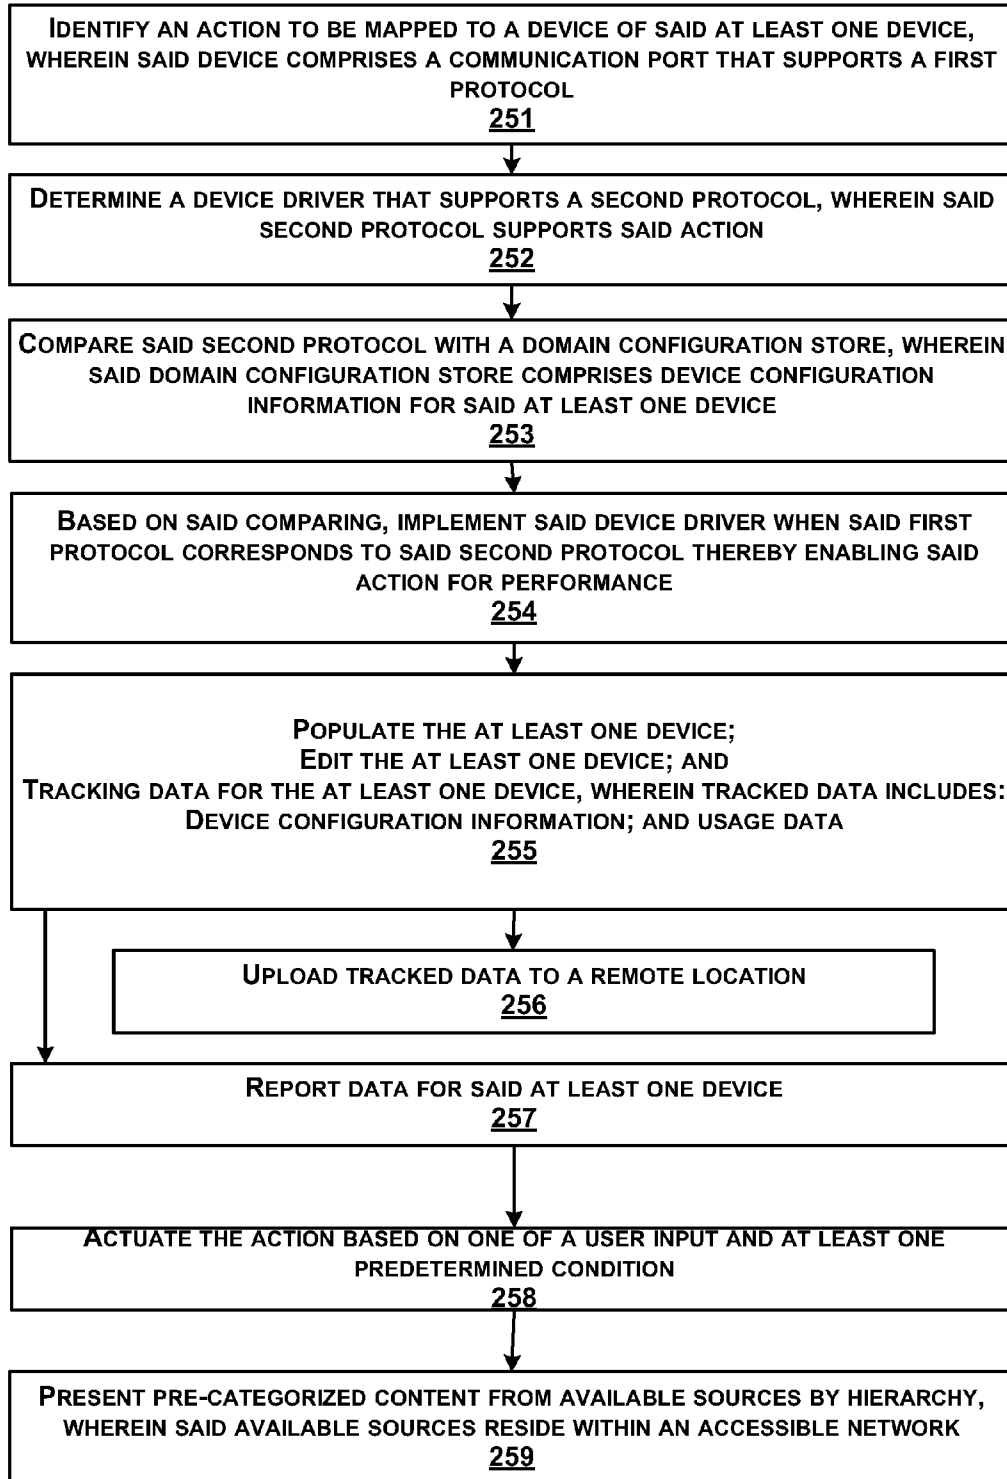 IDENTIFY AN ACTION TO BE MAPPED TO A DEVICE OF SAID AT LEAST ONE DEVICE,
WHEREIN SAID DEVICE COMPRISES A COMMUNICATION PORT THAT SUPPORTS A FIRST
PROTOCOL
251
DETERMINE A DEVICE DRIVER THAT SUPPORTS A SECOND PROTOCOL, WHEREIN SAID
SECOND PROTOCOL SUPPORTS SAID ACTION
252
COMPARE SAID SECOND PROTOCOL WITH A DOMAIN CONFIGURATION STORE, WHEREIN
SAID DOMAIN CONFIGURATION STORE COMPRISES DEVICE CONFIGURATION
INFORMATION FOR SAID AT LEAST ONE DEVICE
253
BASED ON SAID COMPARING, IMPLEMENT SAID DEVICE DRIVER WHEN SAID FIRST
PROTOCOL CORRESPONDS TO SAID SECOND PROTOCOL THEREBY ENABLING SAID
ACTION FOR PERFORMANCE
254
POPULATE THE AT LEAST ONE DEVICE;
EDIT THE AT LEAST ONE DEVICE; AND
TRACKING DATA FOR THE AT LEAST ONE DEVICE, WHEREIN TRACKED DATA INCLUDES:
DEVICE CONFIGURATION INFORMATION; AND USAGE DATA
255
UPLOAD TRACKED DATA TO A REMOTE LOCATION
256
REPORT DATA FOR SAID AT LEAST ONE DEVICE
257
ACTUATE THE ACTION BASED ON ONE OF A USER INPUT AND AT LEAST ONE
PREDETERMINED CONDITION
258
PRESENT PRE-CATEGORIZED CONTENT FROM AVAILABLE SOURCES BY HIERARCHY,
WHEREIN SAID AVAILABLE SOURCES RESIDE WITHIN AN ACCESSIBLE NETWORK
259